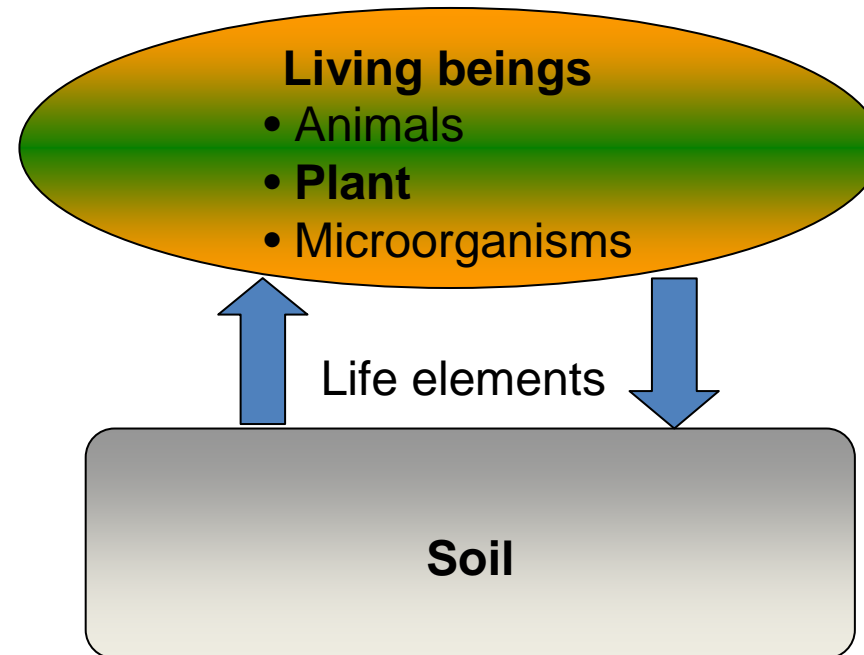 Living beings
• Animals
• Plant
• Microorganisms
Life elements
Soil